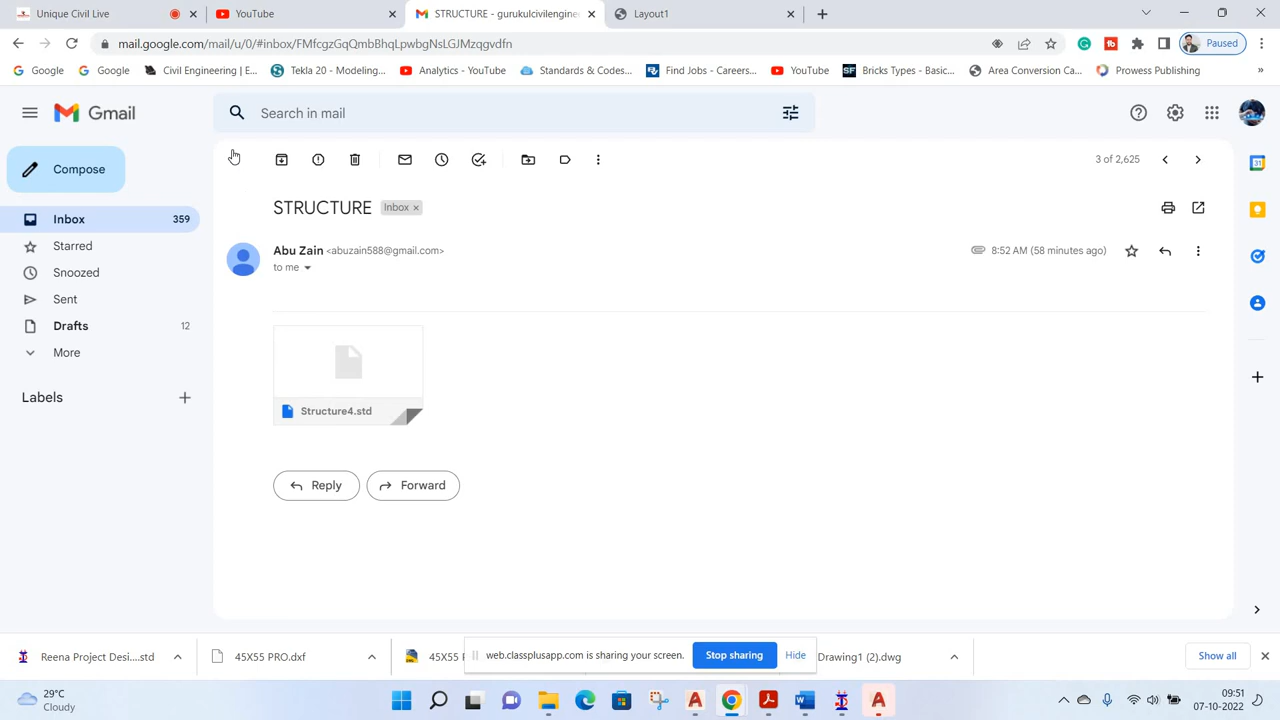 Unique Civil Live
YouTube
STRUCTURE - gurukulcivilengine
Layout1
mail.google.com/mail/u/0/#inbox/FMfcgzGqQmBbHqLpwbgNsLGJMzqgvdfn
Paused
Google
Google
Civil Engineering | E...
Tekla 20 - Modeling...
Analytics - YouTube
Standards & Codes...
Find Jobs - Careers...
YouTube
Bricks Types - Basic...
Area Conversion Ca...
Prowess Publishing
Gmail
Search in mail
Compose
3 of 2,625
Inbox 359
STRUCTURE Inbox ×
Starred
Abu Zain <abuzain588@gmail.com>
8:52 AM (58 minutes ago)
to me
Snoozed
Sent
Drafts 12
More
Labels
Structure4.std
Reply
Forward
Reena Project Desi....std
45X55 PRO.dxf
45X55 P
web.classplusapp.com is sharing your screen.
Stop sharing
Hide
Drawing1 (2).dwg
Show all
29°C
Cloudy
09:51
07-10-2022